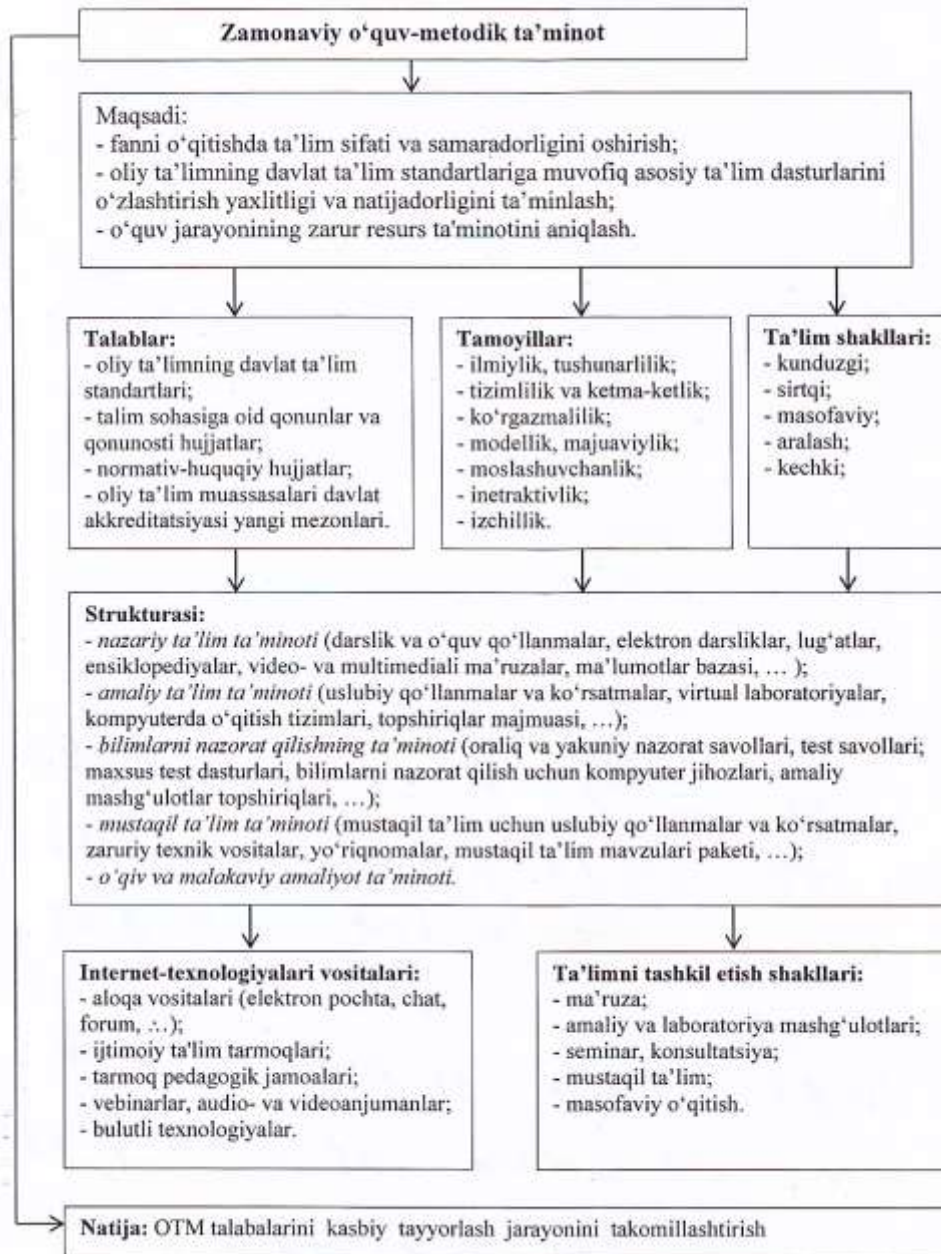 Zamonaviy o‘quv-metodik ta’minot
Maqsadi:
- fanni o‘qitishda ta’lim sifati va samaradorligini oshirish;
- oliy ta’limning davlat ta’lim standartlariga muvofiq asosiy ta’lim dasturlarini
o‘zlashtirish yaxlitligi va natijadorligini ta’minlash;
- o‘quv jarayonining zarur resurs ta'minotini aniqlash.
Talablar:
- oliy ta’limning davlat ta’lim
standartlari;
- talim sohasiga oid qonunlar va
qonunosti hujjatlar;
- normativ-huquqiy hujjatlar;
- oliy ta’lim muassasalari davlat
akkreditatsiyasi yangi mezonlari.
Tamoyillar:
- ilmiylik, tushunarlilik;
- tizimlilik va ketma-ketlik;
- ko‘rgazmalilik;
- modellik, majuaviylik;
- moslashuvchanlik;
- inetraktivlik;
- izchillik.
Ta’lim shakllari:
- kunduzgi;
- sirtqi;
- masofaviy;
- aralash;
- kechki;
Strukturasi:
- nazariy ta’lim ta’minoti (darslik va o‘quv qo‘llanmalar, elektron darsliklar, lug‘atlar,
ensiklopediyalar, video- va multimediali ma’ruzalar, ma’lumotlar bazasi, … );
- amaliy ta’lim ta’minoti (uslubiy qo‘llanmalar va ko‘rsatmalar, virtual laboratoriyalar,
kompyuterda o‘qitish tizimlari, topshiriqlar majmuasi, …);
- bilimlarni nazorat qilishning ta’minoti (oraliq va yakuniy nazorat savollari, test savollari;
maxsus test dasturlari, bilimlarni nazorat qilish uchun kompyuter jihozlari, amaliy
mashg‘ulotlar topshiriqlari, …);
- mustaqil ta’lim ta’minoti (mustaqil ta’lim uchun uslubiy qo‘llanmalar va ko‘rsatmalar,
zaruriy texnik vositalar, yo‘riqnomalar, mustaqil ta’lim mavzulari paketi, …);
- o‘qiv va malakaviy amaliyot ta’minoti.
Internet-texnologiyalari vositalari:
- aloqa vositalari (elektron pochta, chat,
forum, …);
- ijtimoiy ta'lim tarmoqlari;
- tarmoq pedagogik jamoalari;
- vebinarlar, audio- va videoanjumanlar;
- bulutli texnologiyalar.
Ta’limni tashkil etish shakllari:
- ma’ruza;
- amaliy va laboratoriya mashg‘ulotlari;
- seminar, konsultatsiya;
- mustaqil ta’lim;
- masofaviy o‘qitish.
Natija: OTM talabalarini kasbiy tayyorlash jarayonini takomillashtirish